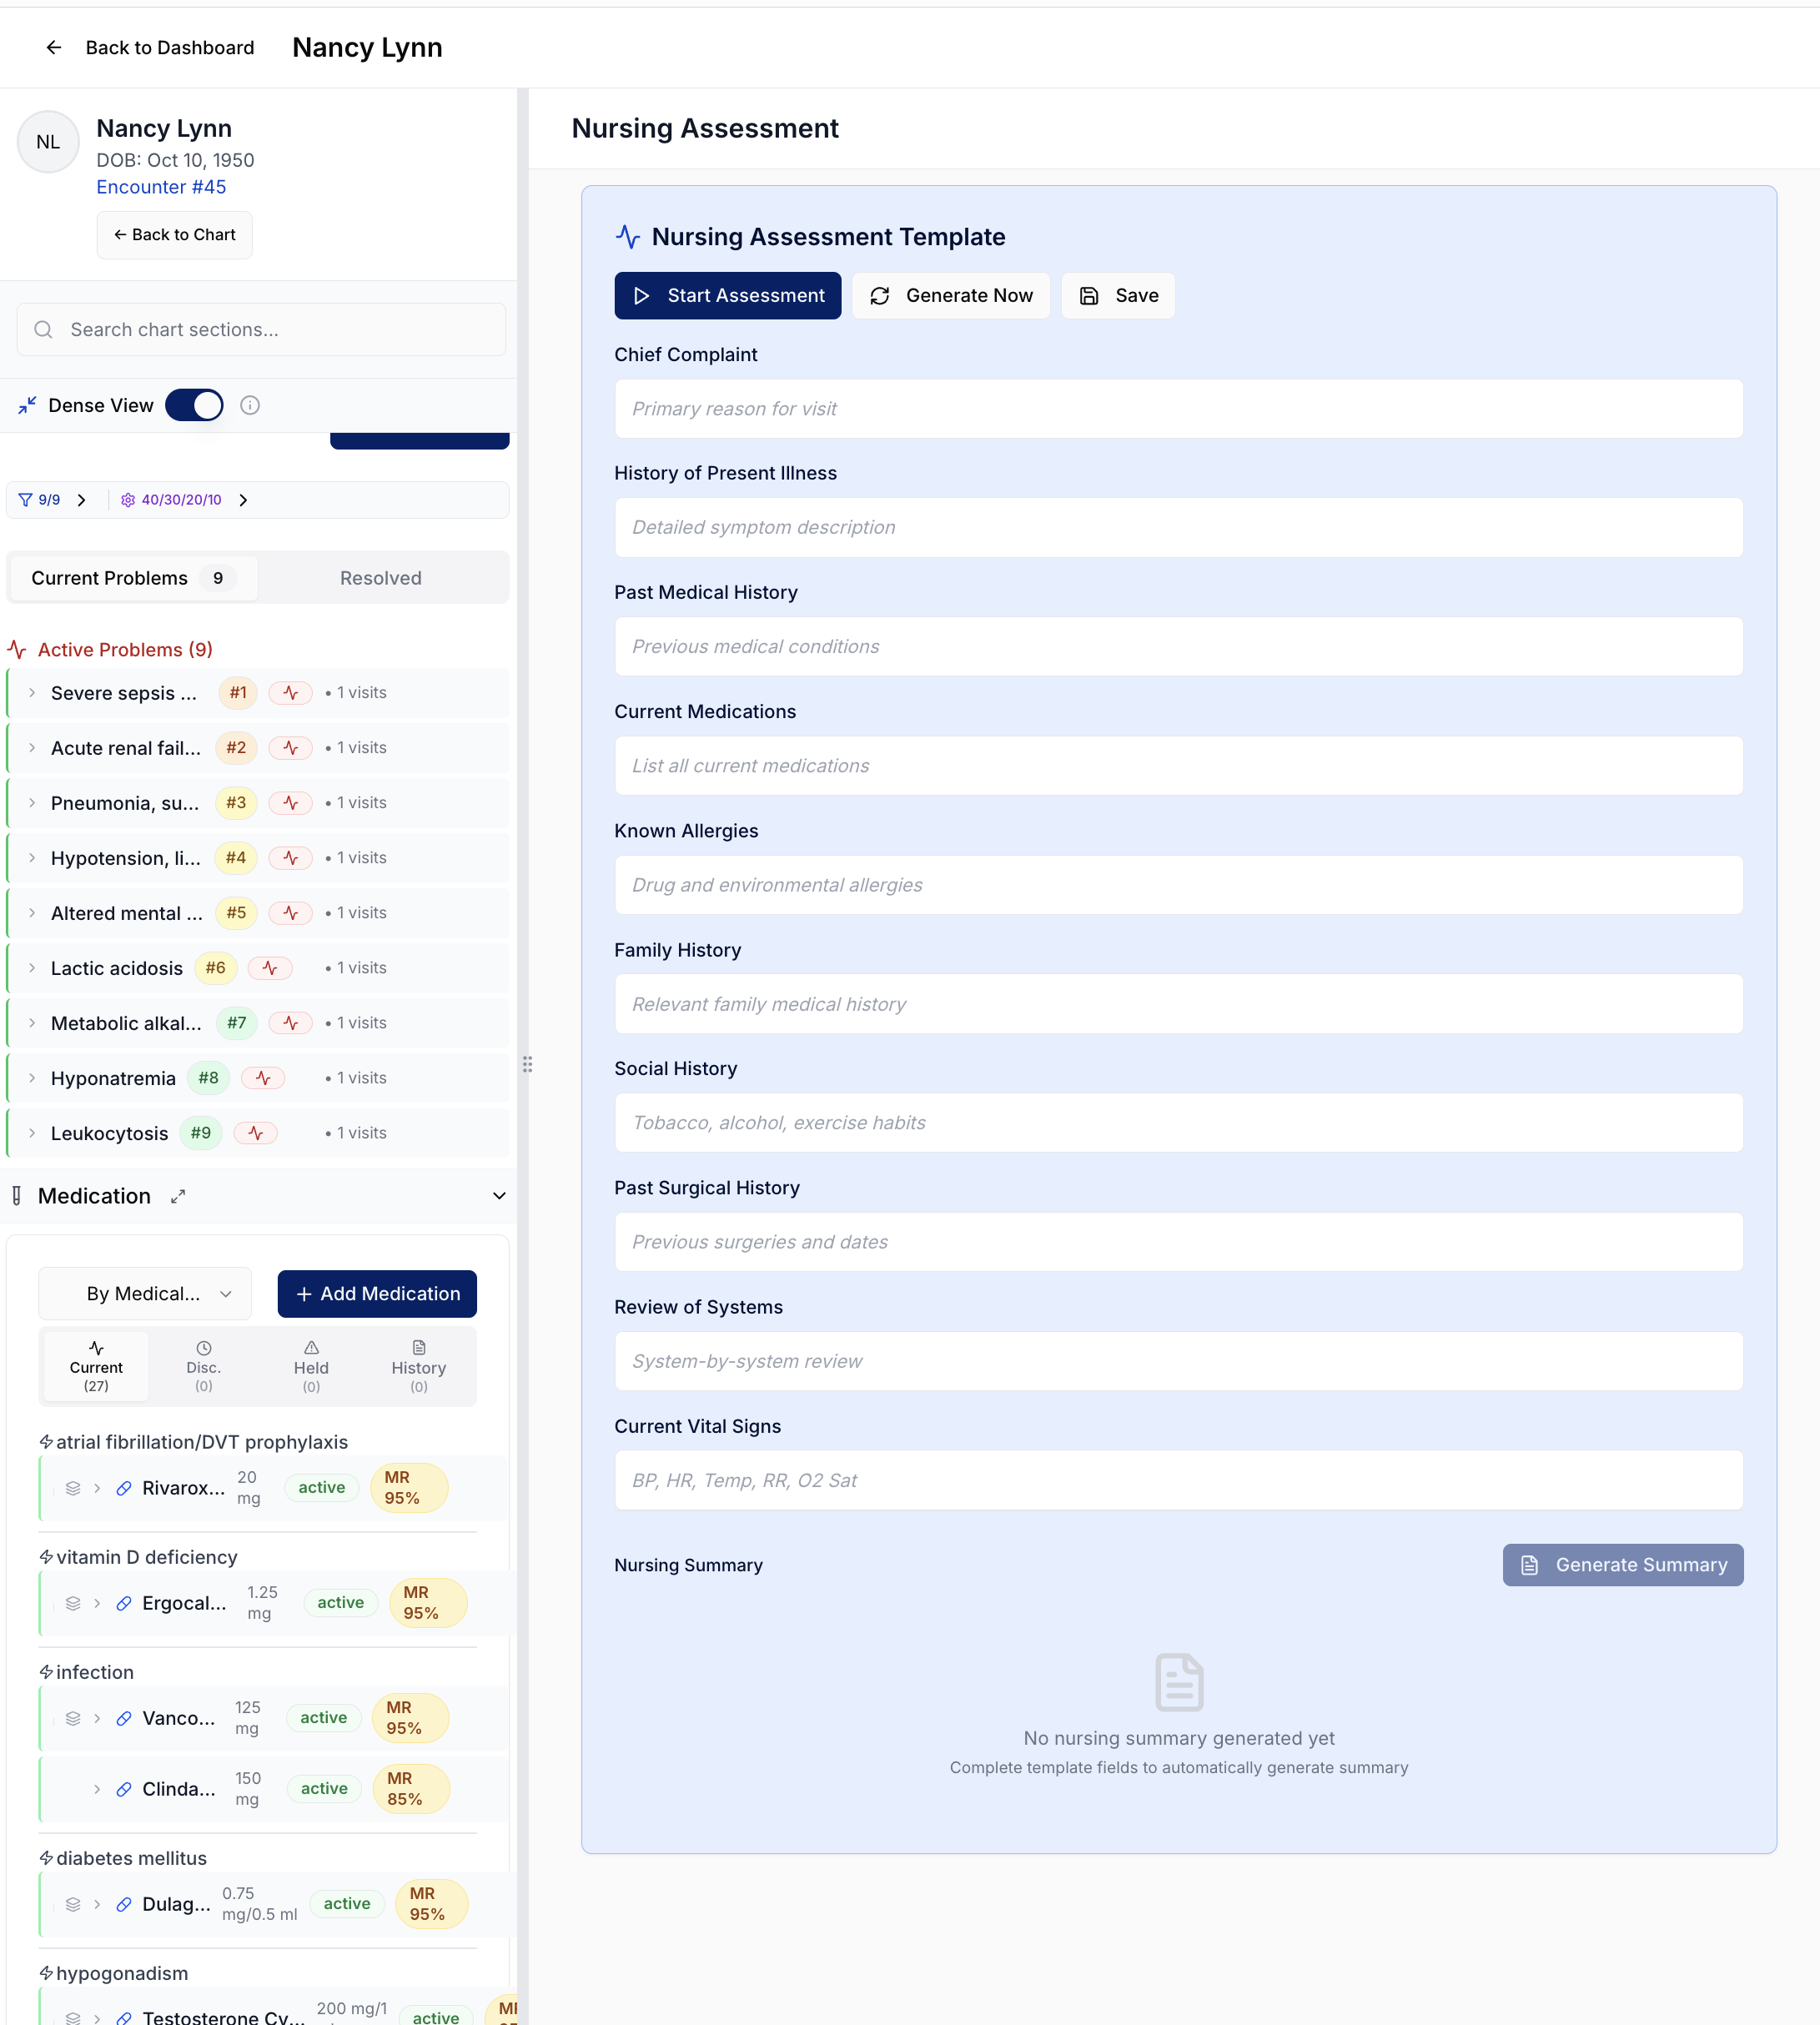 Back to Dashboard
Nancy Lynn
NL
Nancy Lynn
DOB: Oct 10, 1950
Encounter #45
← Back to Chart
Search chart sections...
Dense View
9/9
40/30/20/10
Current Problems 9
Resolved
Active Problems (9)
Severe sepsis ... #1 • 1 visits
Acute renal fail... #2 • 1 visits
Pneumonia, su... #3 • 1 visits
Hypotension, li... #4 • 1 visits
Altered mental ... #5 • 1 visits
Lactic acidosis #6 • 1 visits
Metabolic alkal... #7 • 1 visits
Hyponatremia #8 • 1 visits
Leukocytosis #9 • 1 visits
Medication
By Medical...
+ Add Medication
Current
(27)
Disc.
(0)
Held
(0)
History
(0)
atrial fibrillation/DVT prophylaxis
Rivarox... 20 mg active MR 95%
vitamin D deficiency
Ergocal... 1.25 mg active MR 95%
infection
Vanco... 125 mg active MR 95%
Clinda... 150 mg active MR 85%
diabetes mellitus
Dulag... 0.75 mg/0.5 ml active MR 95%
hypogonadism
Testosterone Cy... 200 mg/1 active
Nursing Assessment
Nursing Assessment Template
Start Assessment
Generate Now
Save
Chief Complaint
Primary reason for visit
History of Present Illness
Detailed symptom description
Past Medical History
Previous medical conditions
Current Medications
List all current medications
Known Allergies
Drug and environmental allergies
Family History
Relevant family medical history
Social History
Tobacco, alcohol, exercise habits
Past Surgical History
Previous surgeries and dates
Review of Systems
System-by-system review
Current Vital Signs
BP, HR, Temp, RR, O2 Sat
Nursing Summary
Generate Summary
No nursing summary generated yet
Complete template fields to automatically generate summary